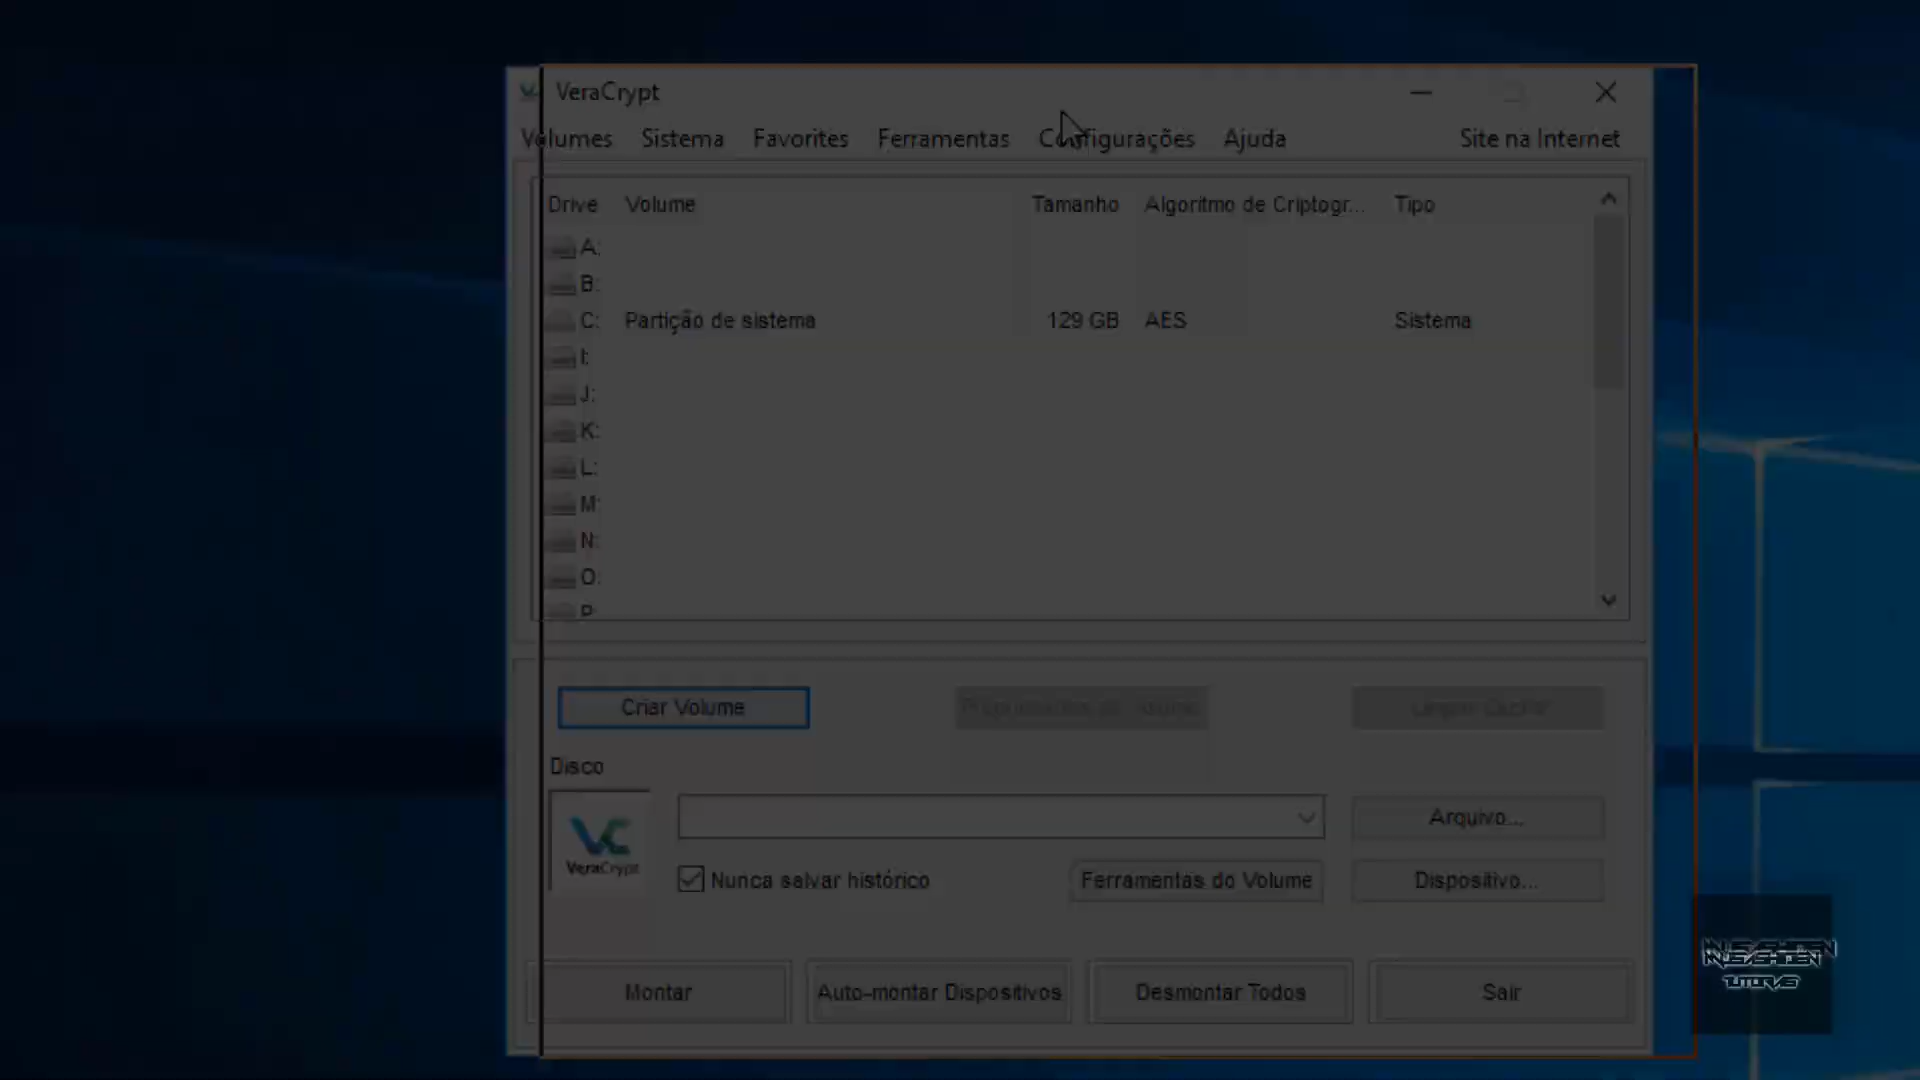 VeraCrypt
Volumes Sistema Favorites Ferramentas Configurações Ajuda Site na Internet
Drive Volume Tamanho Algoritmo de Criptogr... Tipo
A:
B:
C: Partição de sistema 129 GB AES Sistema
I:
J:
K:
L:
M:
N:
O:
P:
Criar Volume
Disco
VeraCrypt
Arquivo...
Nunca salvar histórico Ferramentas do Volume Dispositivo...
Montar Auto-montar Dispositivos Desmontar Todos Sair